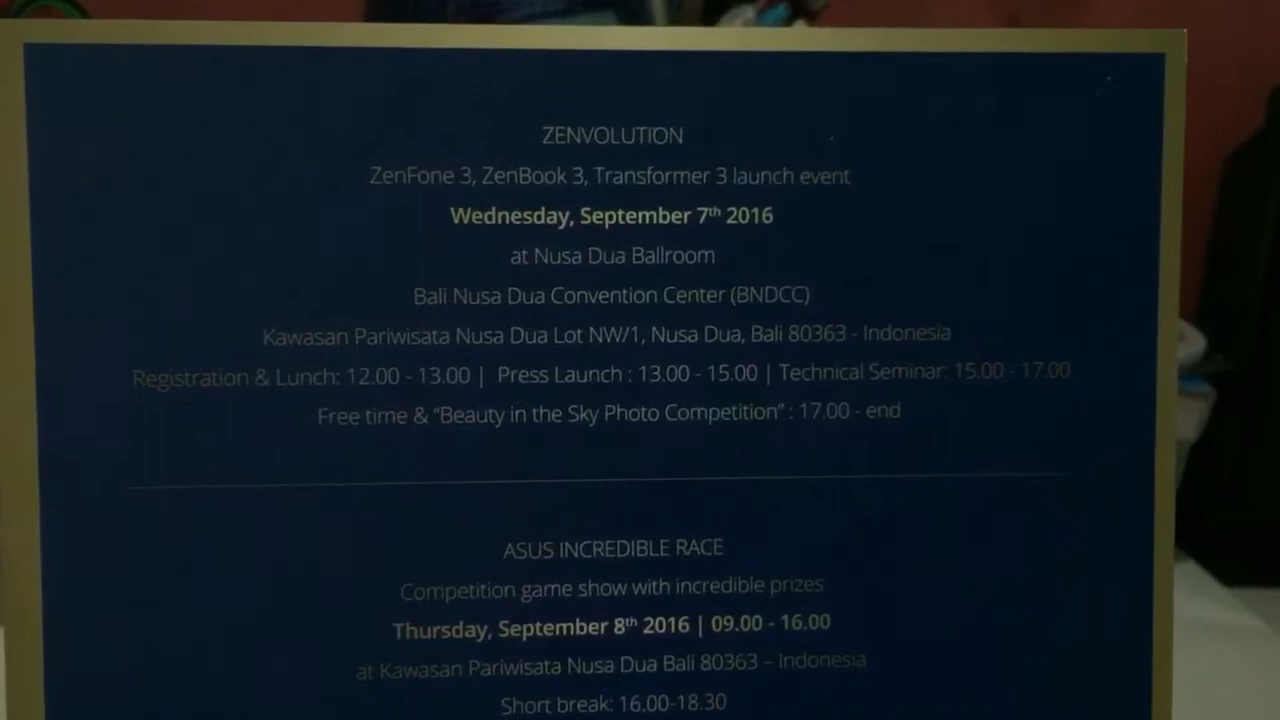 ZENVOLUTION
ZenFone 3, ZenBook 3, Transformer 3 launch event
Wednesday, September 7th 2016
at Nusa Dua Ballroom
Bali Nusa Dua Convention Center (BNDCC)
Kawasan Pariwisata Nusa Dua Lot NW/1, Nusa Dua, Bali 80363 - Indonesia
Registration & Lunch: 12.00 - 13.00 | Press Launch : 13.00 - 15.00 | Technical Seminar: 15.00 - 17.00
Free time & "Beauty in the Sky Photo Competition" : 17.00 - end
ASUS INCREDIBLE RACE
Competition game show with incredible prizes
Thursday, September 8th 2016 | 09.00 - 16.00
at Kawasan Pariwisata Nusa Dua Bali 80363 – Indonesia
Short break: 16.00-18.30